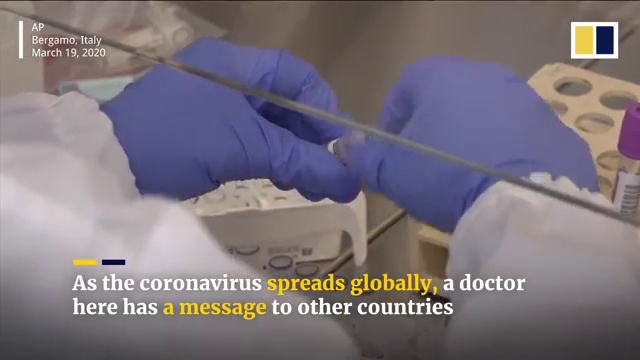 AP
Bergamo, Italy
March 19, 2020
As the coronavirus spreads globally, a doctor
here has a message to other countries